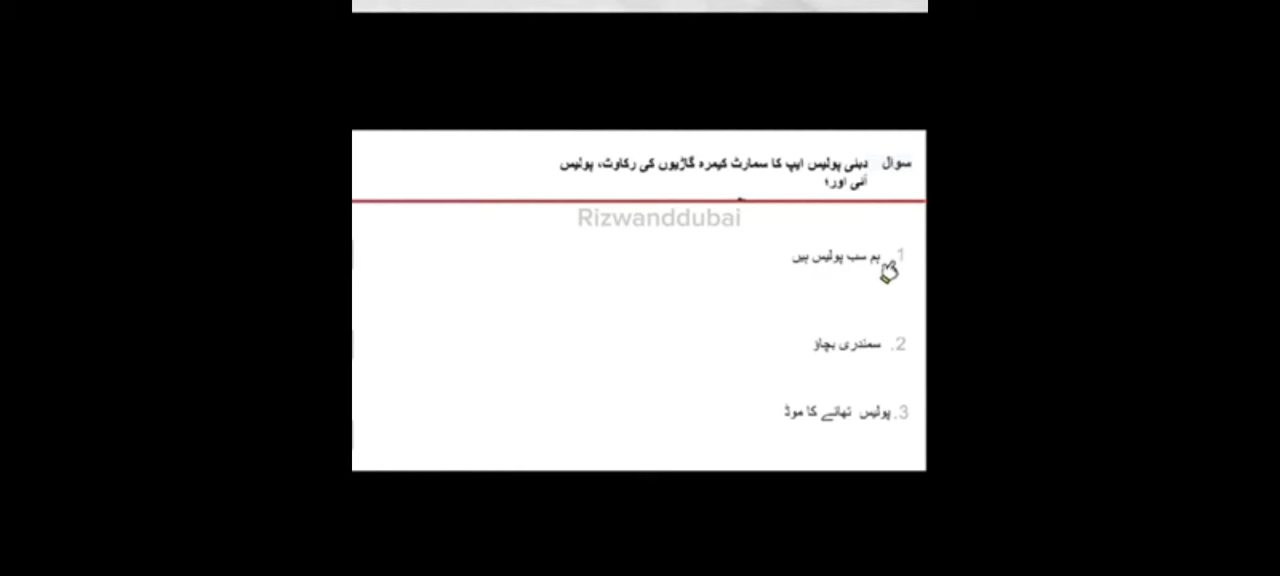 سوال دبئی پولیس ایپ کا سمارٹ کیمرہ گاڑیوں کی رکاوٹ، پولیس
آئی اور؛
Rizwanddubai
1 ہم سب پولیس ہیں
2. سمندری بچاؤ
3. پولیس تھانے کا موڈ